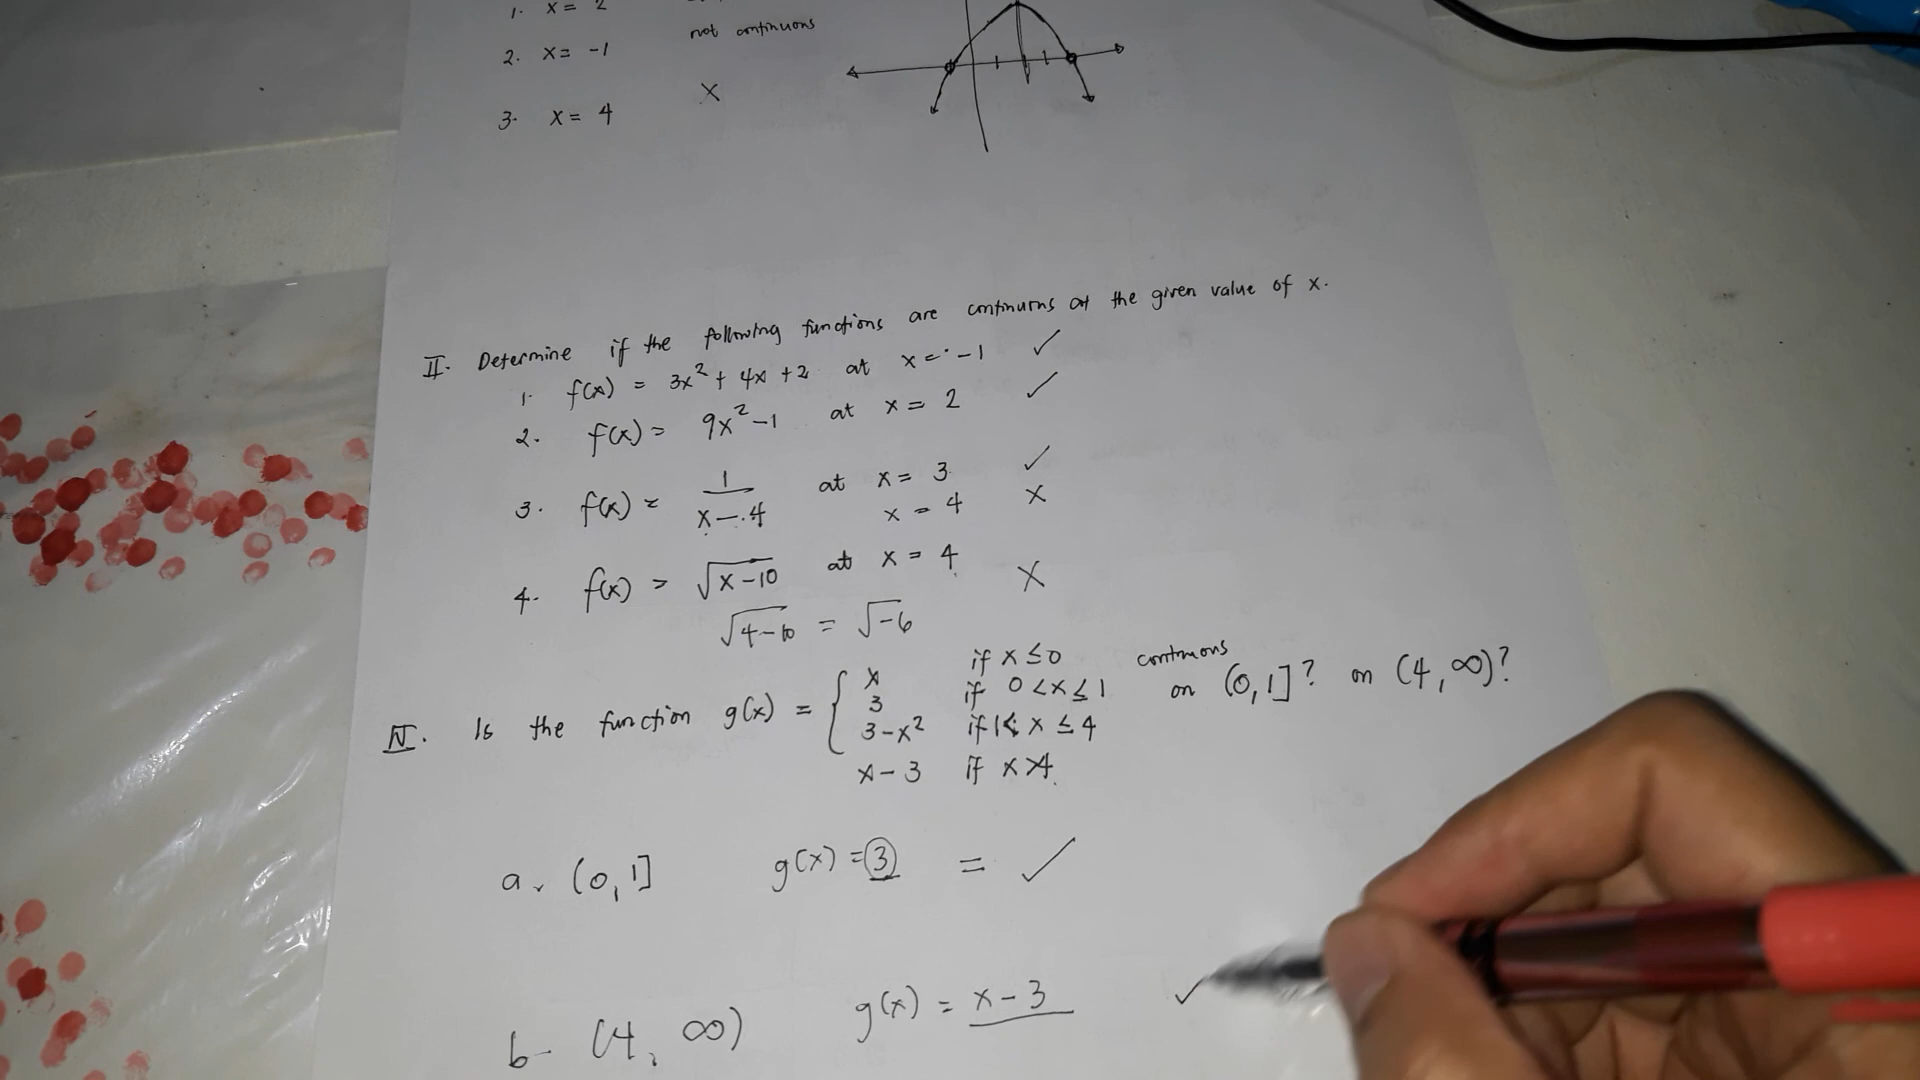 1. x = 2
2. x = -1 not continuous
3. x = 4 X
II. Determine if the following functions are continuous at the given value of x.
1. f(x) = 3x² + 4x + 2 at x = -1 ✓
2. f(x) = 9x² - 1 at x = 2 ✓
3. f(x) = 1/(x - 4) at x = 3 ✓
x = 4 X
4. f(x) = √(x - 10) at x = 4 X
√(4 - 10) = √-6
IV. Is the function g(x) = { x if x ≤ 0 continuous on (0, 1]? on (4, ∞)?
3 if 0 < x ≤ 1
3 - x² if 1 < x ≤ 4
x - 3 if x > 4
a. (0, 1] g(x) = 3 = ✓
b. (4, ∞) g(x) = x - 3 ✓